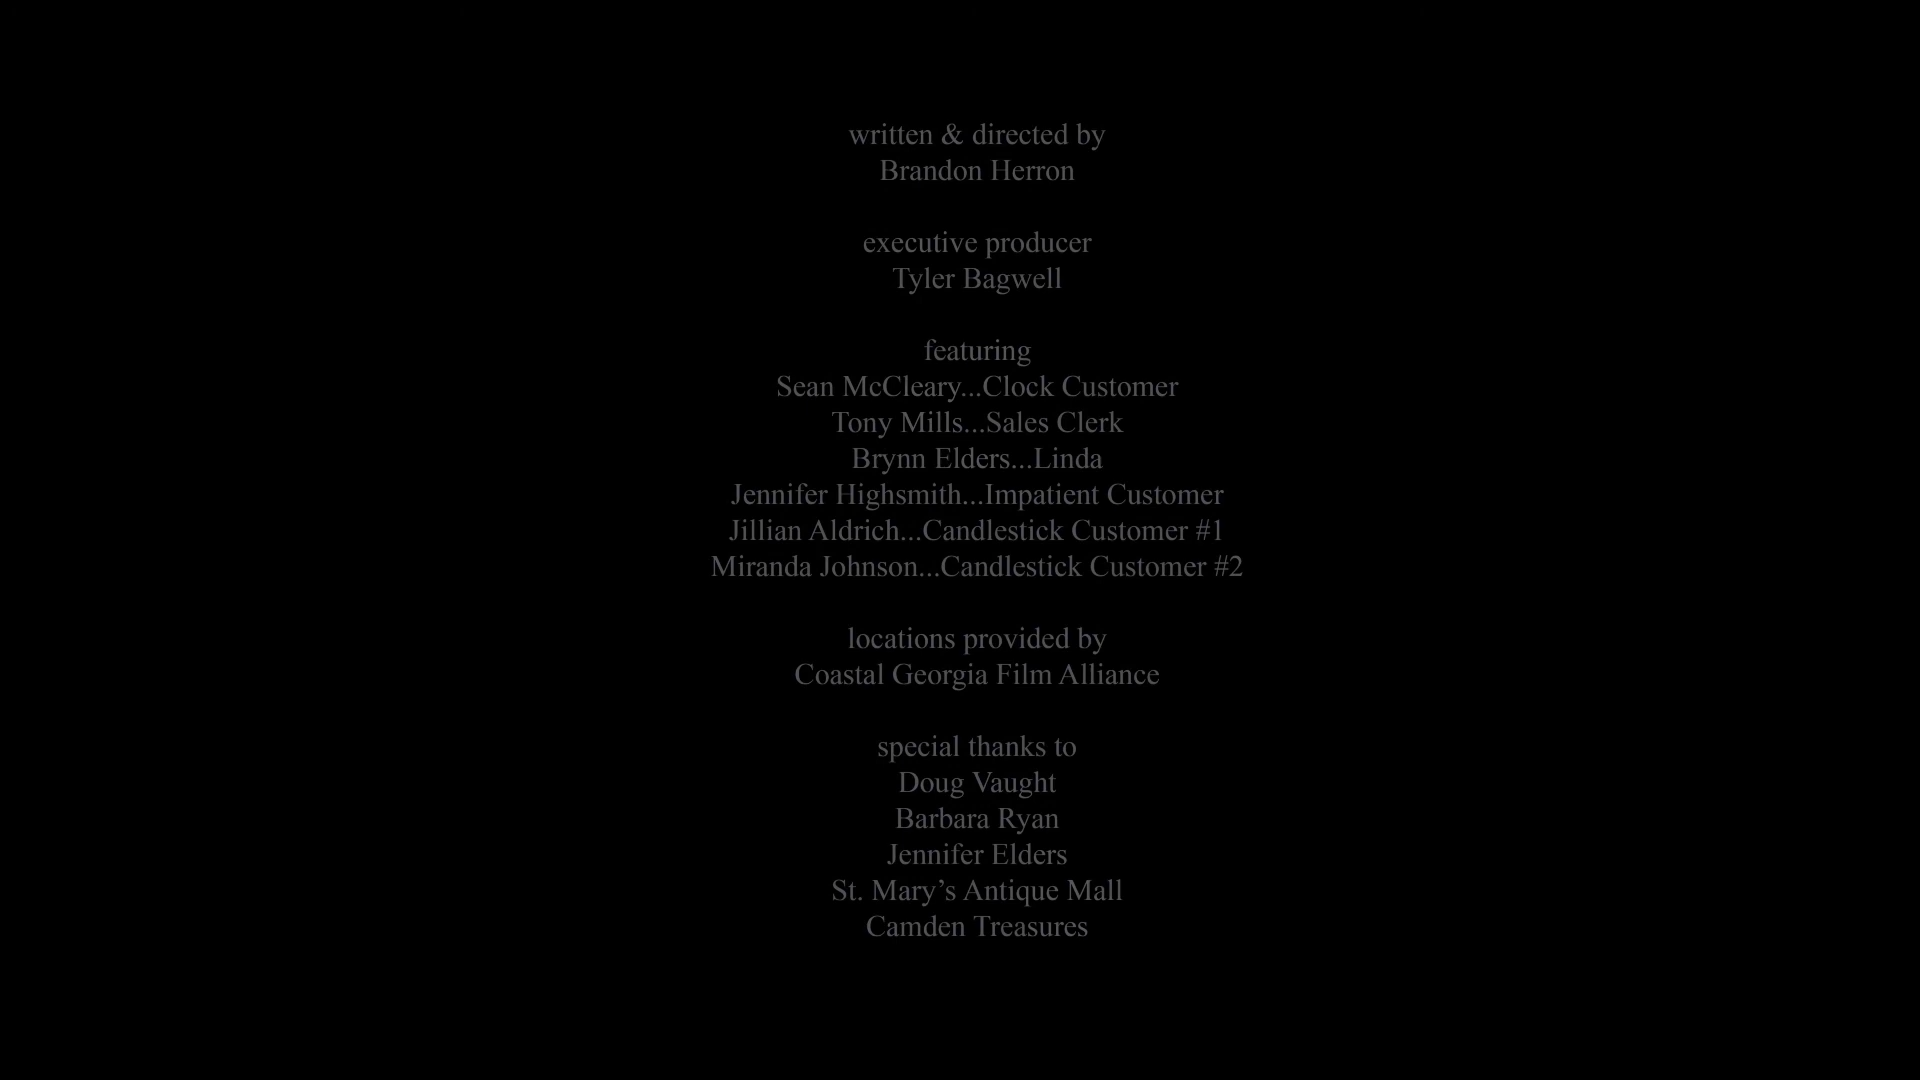 written & directed by
Brandon Herron
executive producer
Tyler Bagwell
featuring
Sean McCleary...Clock Customer
Tony Mills...Sales Clerk
Brynn Elders...Linda
Jennifer Highsmith...Impatient Customer
Jillian Aldrich...Candlestick Customer #1
Miranda Johnson...Candlestick Customer #2
locations provided by
Coastal Georgia Film Alliance
special thanks to
Doug Vaught
Barbara Ryan
Jennifer Elders
St. Mary’s Antique Mall
Camden Treasures